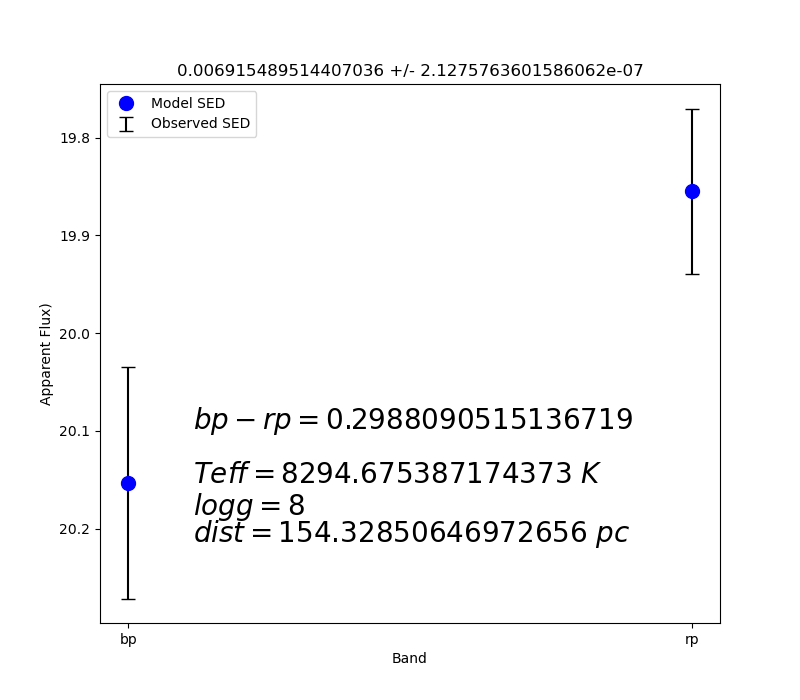 0.006915489514407036 +/- 2.1275763601586062e-07
Model SED
Observed SED
19.8
19.9
20.0
20.1
20.2
Apparent Flux)
bp − rp = 0.2988090515136719
Teff = 8294.675387174373 K
logg = 8
dist = 154.32850646972656 pc
bp
rp
Band